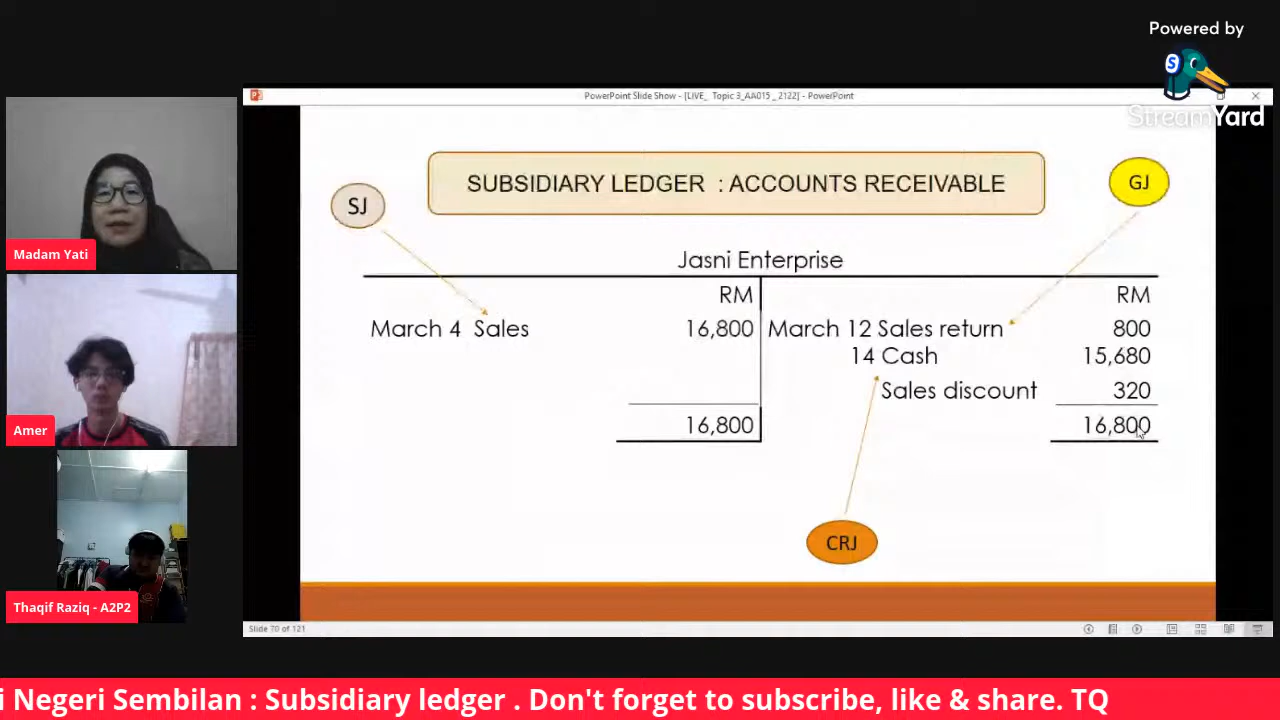 Powered by
S
StreamYard
PowerPoint Slide Show - [LIVE_ Topic 3_AA015 _ 2122] - PowerPoint
SUBSIDIARY LEDGER : ACCOUNTS RECEIVABLE
SJ
GJ
Jasni Enterprise
RM
RM
March 4 Sales 16,800 March 12 Sales return 800
14 Cash 15,680
Sales discount 320
16,800 16,800
CRJ
Madam Yati
Amer
Thaqif Raziq - A2P2
Slide 70 of 121
i Negeri Sembilan : Subsidiary ledger . Don't forget to subscribe, like & share. TQ